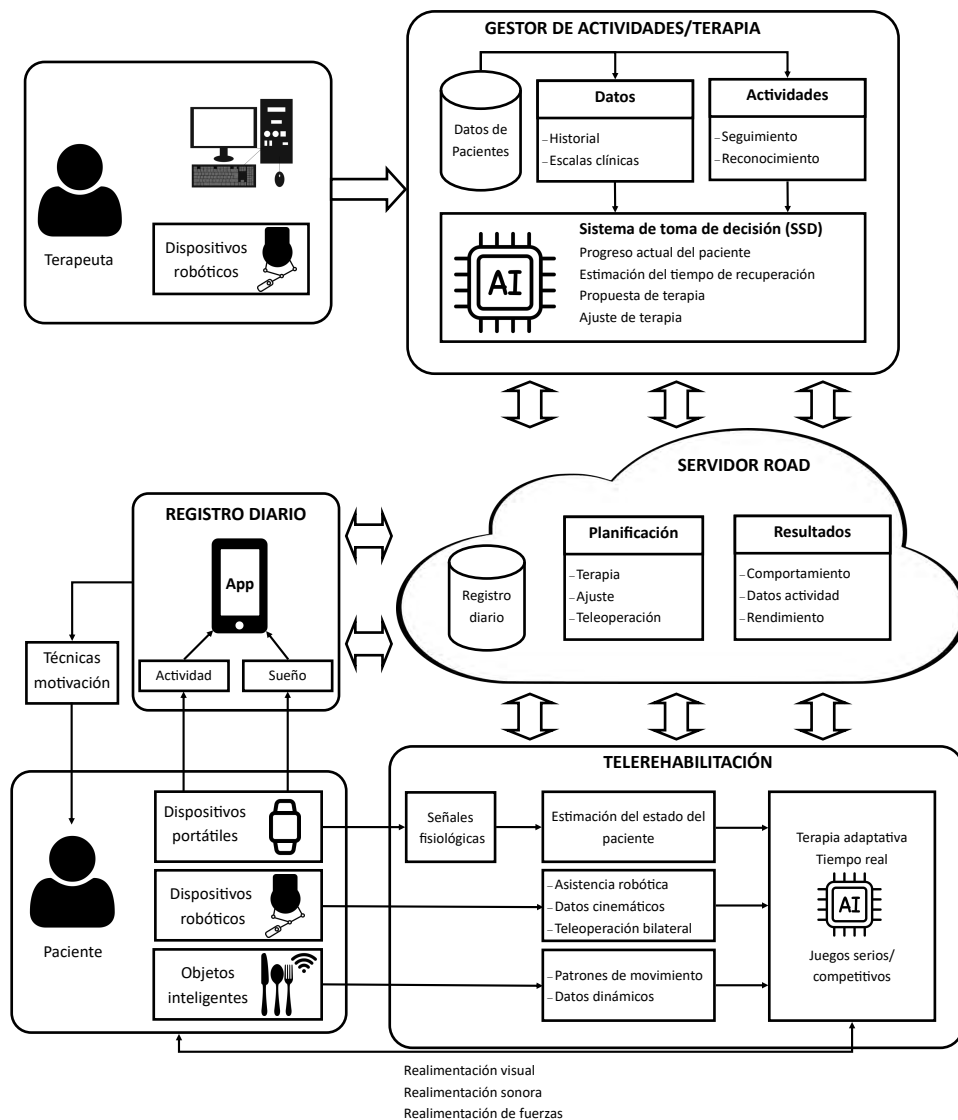 GESTOR DE ACTIVIDADES/TERAPIA
Terapeuta
Dispositivos
robóticos
Datos de
Pacientes
Datos
– Historial
– Escalas clínicas
Actividades
– Seguimiento
– Reconocimiento
AI
Sistema de toma de decisión (SSD)
Progreso actual del paciente
Estimación del tiempo de recuperación
Propuesta de terapia
Ajuste de terapia
SERVIDOR ROAD
Registro
diario
Planificación
– Terapia
– Ajuste
– Teleoperación
Resultados
– Comportamiento
– Datos actividad
– Rendimiento
REGISTRO DIARIO
App
Actividad
Sueño
Técnicas
motivación
Paciente
Dispositivos
portátiles
Dispositivos
robóticos
Objetos
inteligentes
TELEREHABILITACIÓN
Señales
fisiológicas
Estimación del estado del
paciente
– Asistencia robótica
– Datos cinemáticos
– Teleoperación bilateral
– Patrones de movimiento
– Datos dinámicos
Terapia adaptativa
Tiempo real
AI
Juegos serios/
competitivos
Realimentación visual
Realimentación sonora
Realimentación de fuerzas